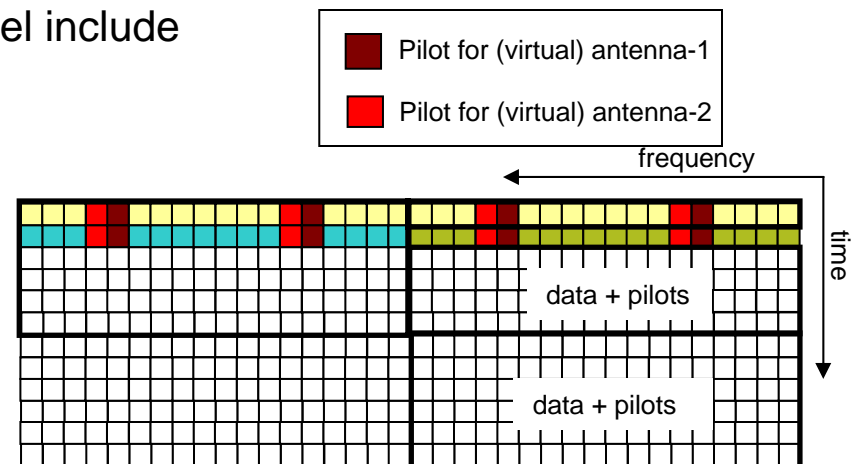 el include
Pilot for (virtual) antenna-1
Pilot for (virtual) antenna-2
frequency
time
data + pilots
data + pilots